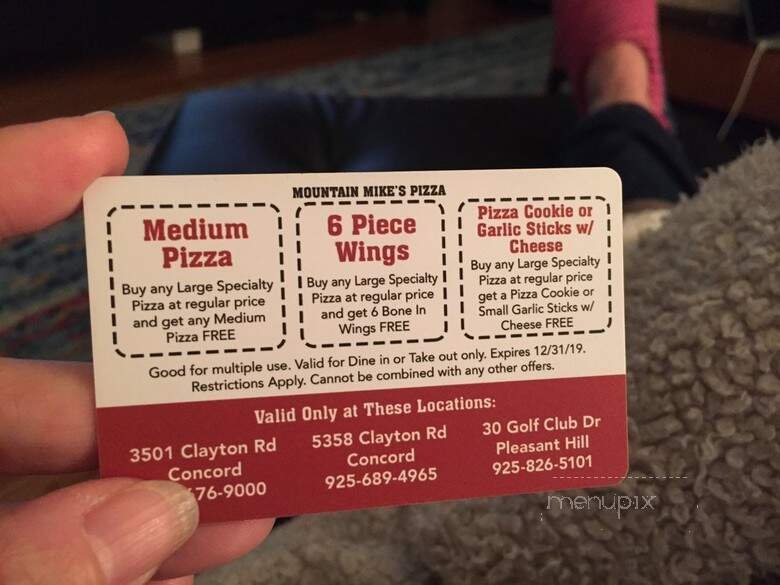 MOUNTAIN MIKE'S PIZZA
Medium
Pizza
Buy any Large Specialty
Pizza at regular price
and get any Medium
Pizza FREE
6 Piece
Wings
Buy any Large Specialty
Pizza at regular price
and get 6 Bone In
Wings FREE
Pizza Cookie or
Garlic Sticks w/
Cheese
Buy any Large Specialty
Pizza at regular price
get a Pizza Cookie or
Small Garlic Sticks w/
Cheese FREE
Good for multiple use. Valid for Dine in or Take out only. Expires 12/31/19.
Restrictions Apply. Cannot be combined with any other offers.
Valid Only at These Locations:
3501 Clayton Rd
Concord
76-9000
5358 Clayton Rd
Concord
925-689-4965
30 Golf Club Dr
Pleasant Hill
925-826-5101
menupix